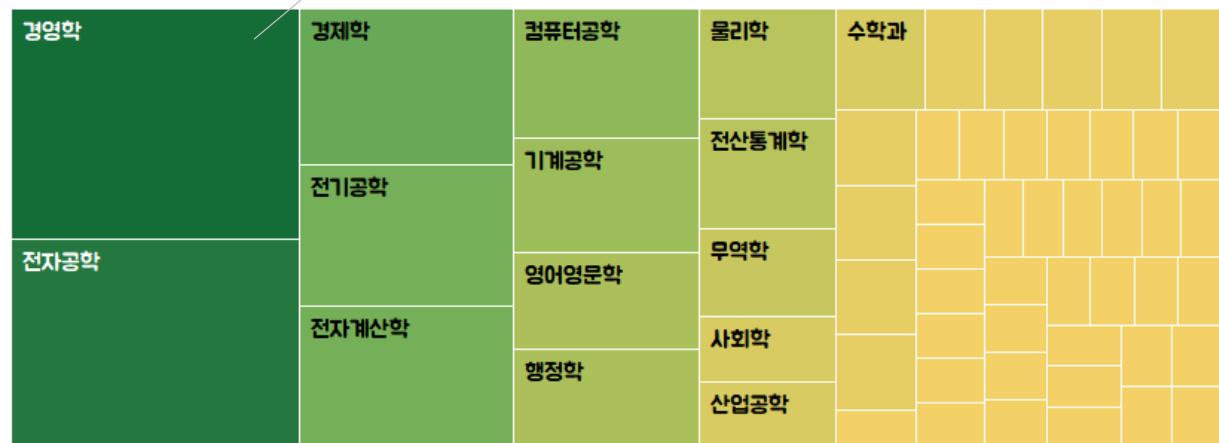 경영학
전자공학
경제학
전기공학
전자계산학
컴퓨터공학
기계공학
영어영문학
행정학
물리학
전산통계학
무역학
사회학
산업공학
수학과